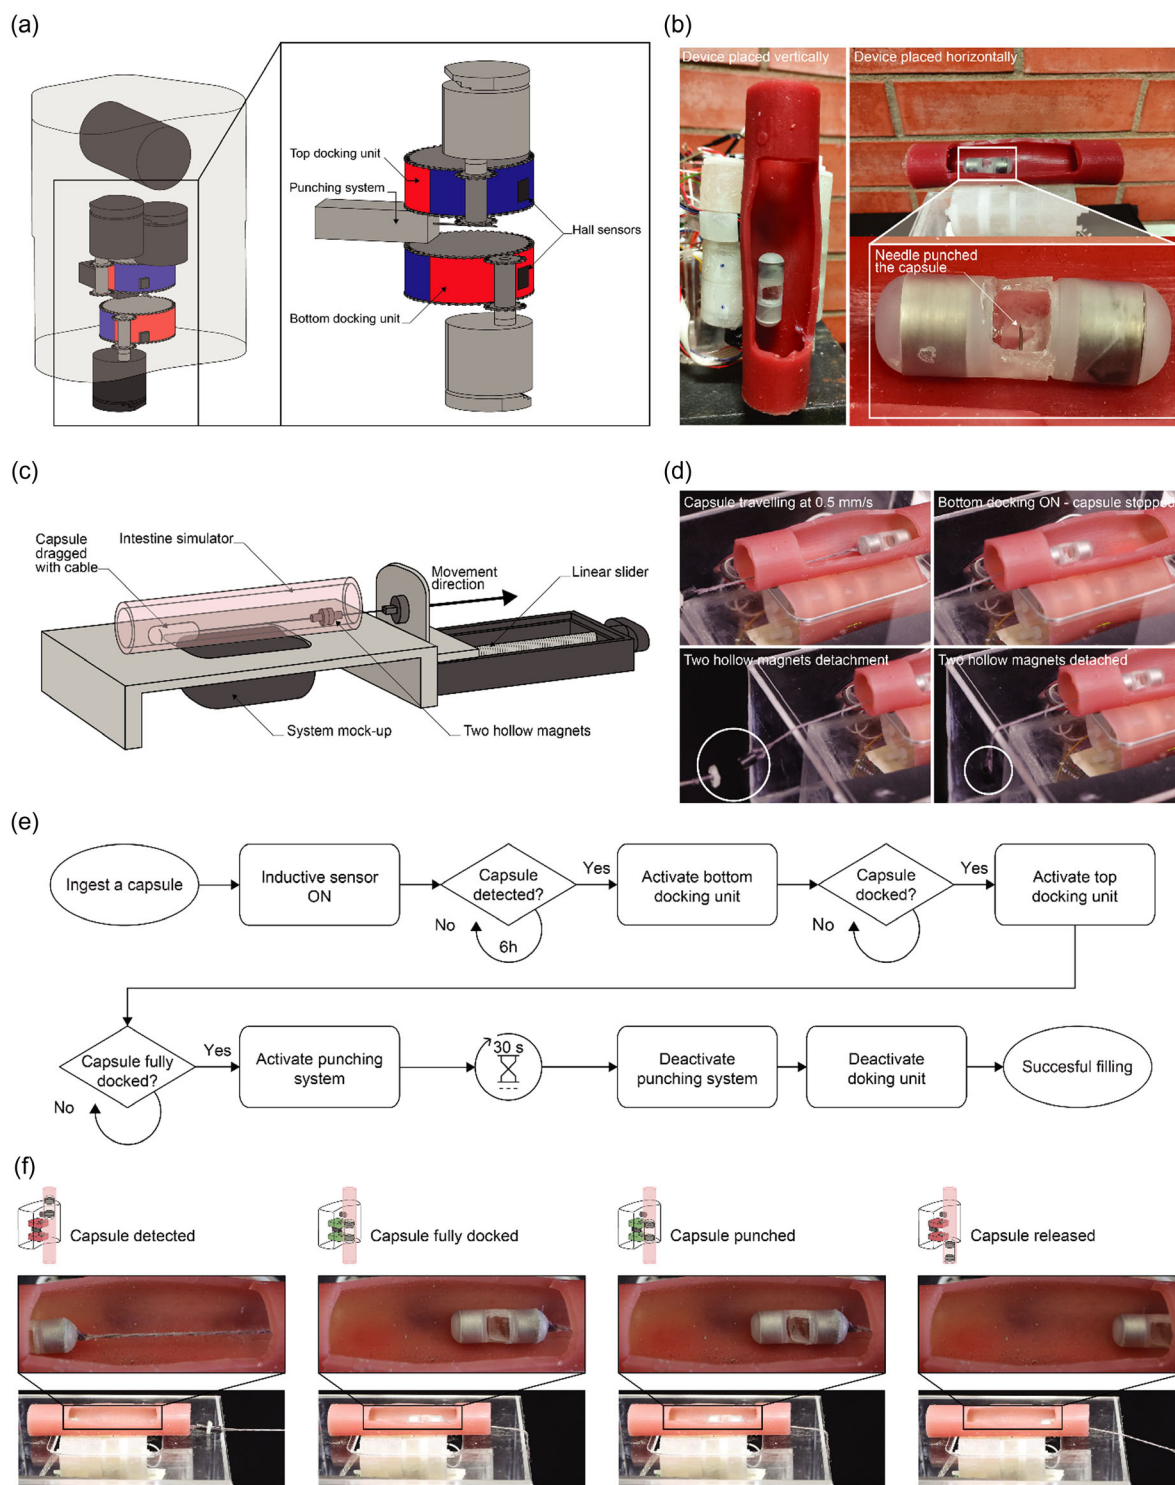 (a)
Top docking unit
Punching system
Hall sensors
Bottom docking unit
(b)
Device placed vertically
Device placed horizontally
Needle punched
the capsule
(c)
Capsule
dragged
with cable
Intestine simulator
Movement
direction
Linear slider
System mock-up
Two hollow magnets
(d)
Capsule travelling at 0.5 mm/s
Bottom docking ON - capsule stopped
Two hollow magnets detachment
Two hollow magnets detached
(e)
Ingest a capsule
Inductive sensor
ON
Capsule
detected?
No
6h
Yes
Activate bottom
docking unit
Capsule
docked?
No
Yes
Activate top
docking unit
Capsule fully
docked?
No
Yes
Activate punching
system
30 s
Deactivate
punching system
Deactivate
doking unit
Succesful filling
(f)
Capsule detected
Capsule fully docked
Capsule punched
Capsule released